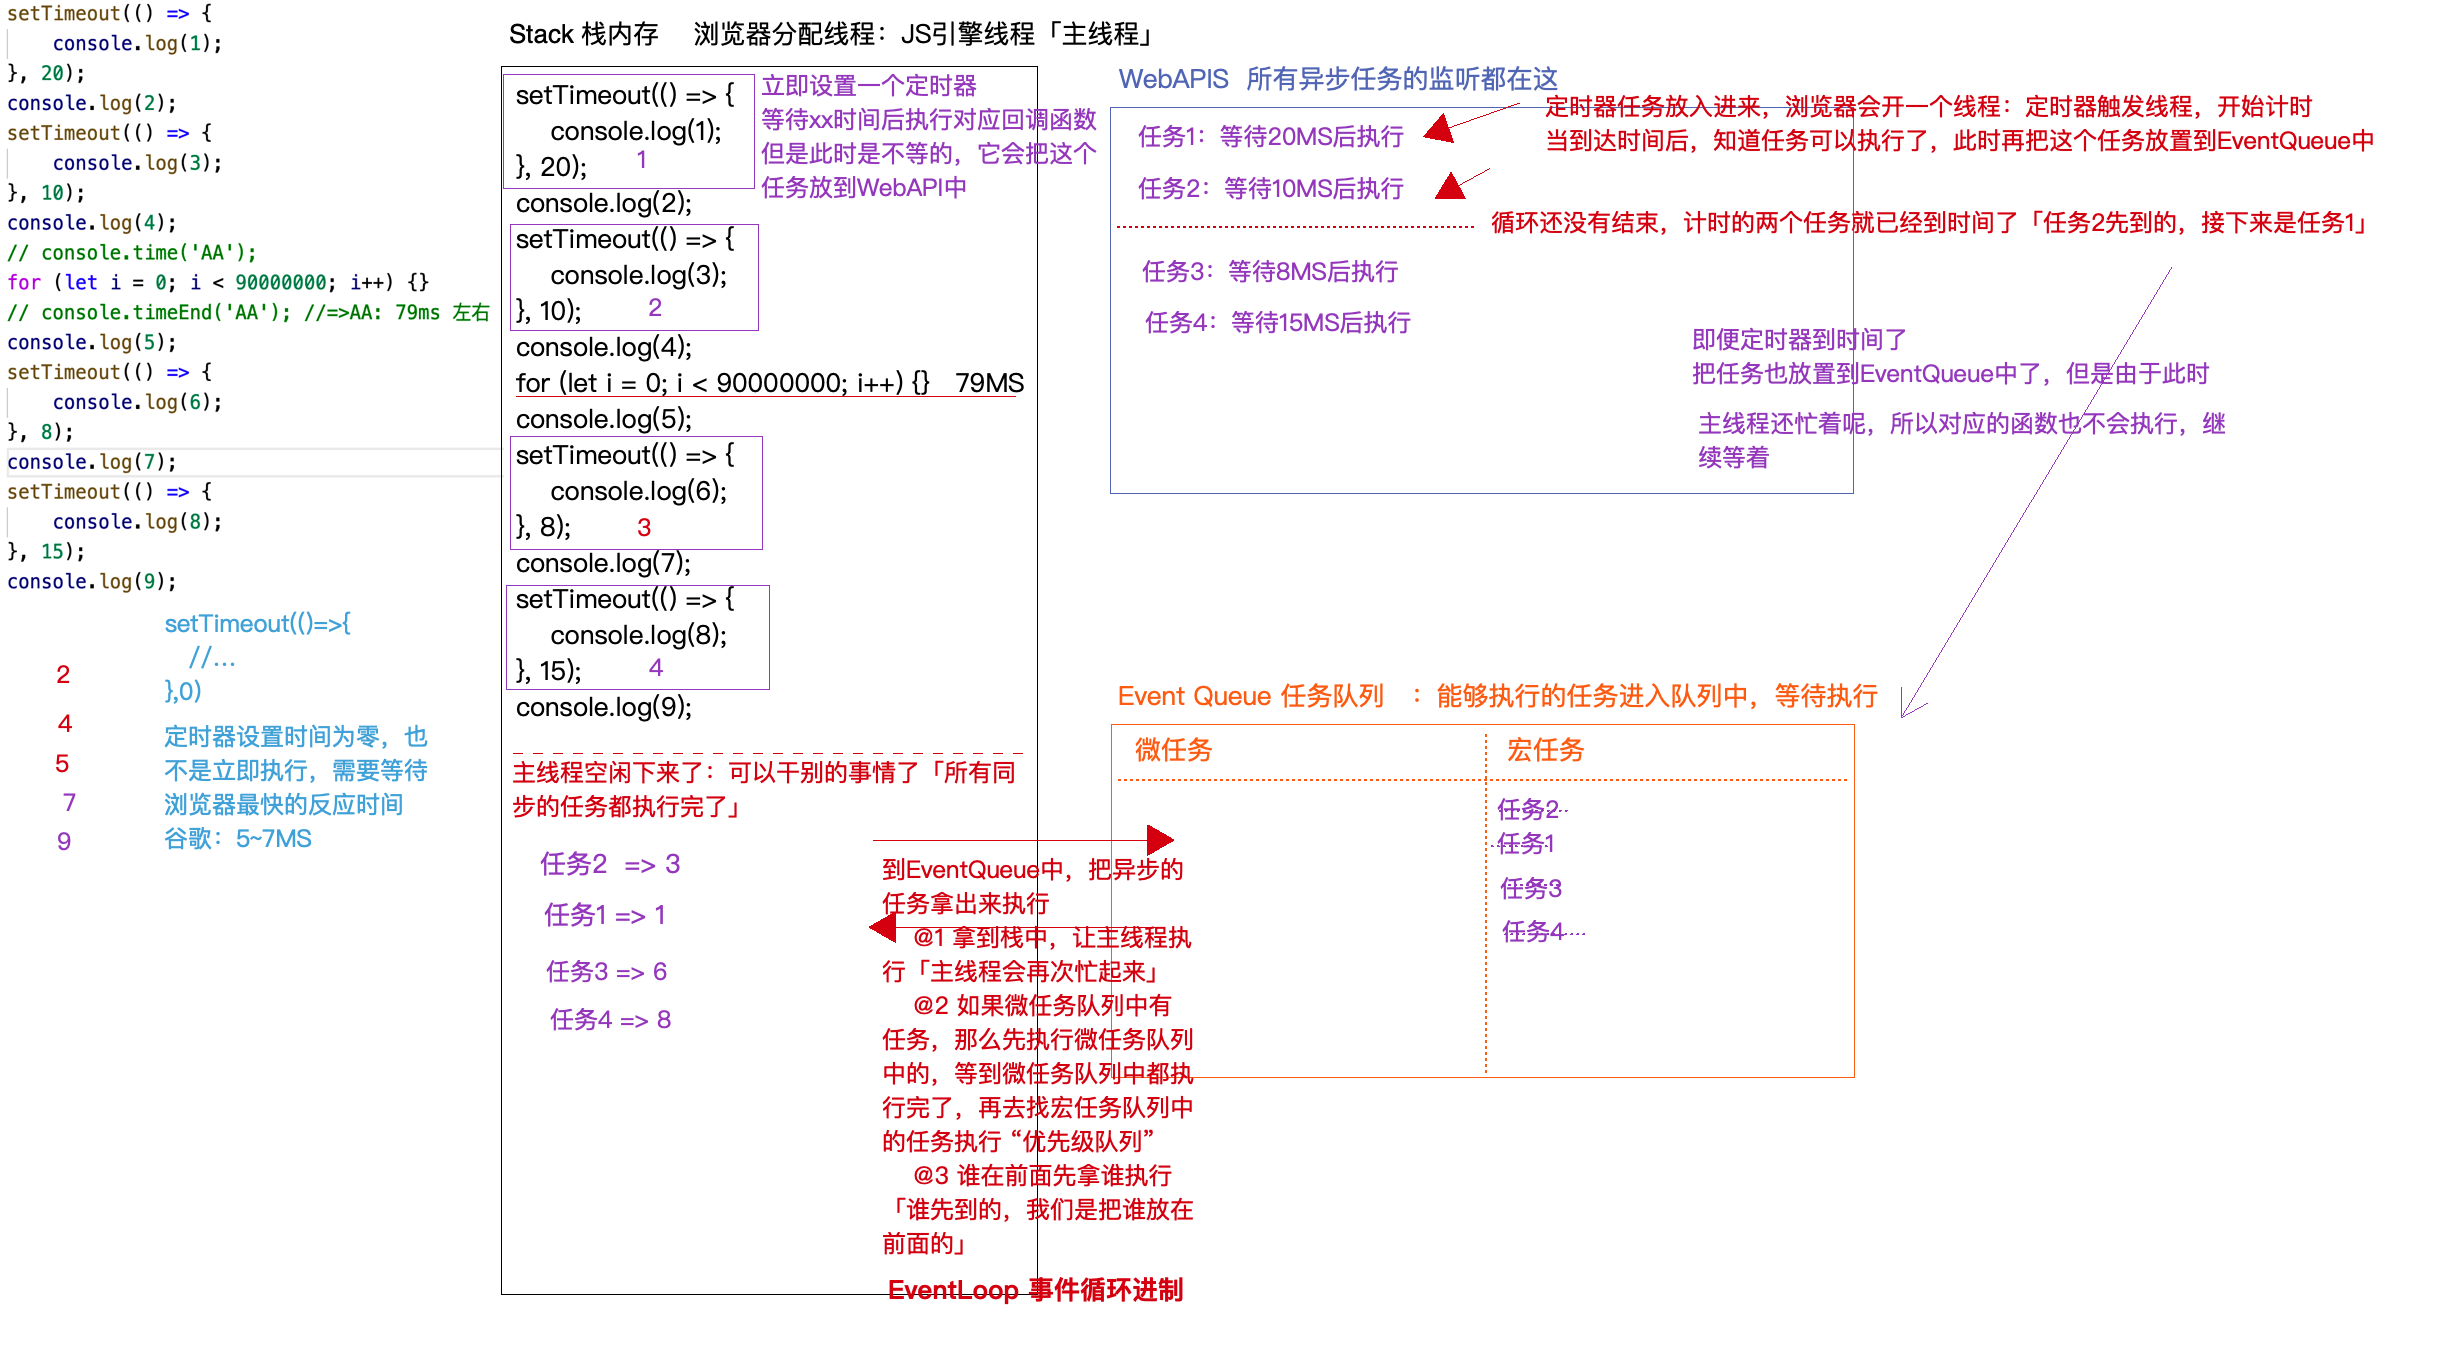 setTimeout(() => {
    console.log(1);
}, 20);
console.log(2);
setTimeout(() => {
    console.log(3);
}, 10);
console.log(4);
// console.time('AA');
for (let i = 0; i < 90000000; i++) {}
// console.timeEnd('AA'); //=>AA: 79ms 左右
console.log(5);
setTimeout(() => {
    console.log(6);
}, 8);
console.log(7);
setTimeout(() => {
    console.log(8);
}, 15);
console.log(9);
2
4
5
7
9
setTimeout(()=>{
//...
},0)
定时器设置时间为零，也
不是立即执行，需要等待
浏览器最快的反应时间
谷歌：5~7MS
Stack 栈内存 浏览器分配线程：JS引擎线程「主线程」
setTimeout(() => {
console.log(1);
}, 20); 1
立即设置一个定时器
等待xx时间后执行对应回调函数
但是此时是不等的，它会把这个
任务放到WebAPI中
console.log(2);
setTimeout(() => {
console.log(3);
}, 10); 2
console.log(4);
for (let i = 0; i < 90000000; i++) {} 79MS
console.log(5);
setTimeout(() => {
console.log(6);
}, 8); 3
console.log(7);
setTimeout(() => {
console.log(8);
}, 15); 4
console.log(9);
主线程空闲下来了：可以干别的事情了「所有同
步的任务都执行完了」
任务2 => 3
任务1 => 1
任务3 => 6
任务4 => 8
到EventQueue中，把异步的
任务拿出来执行
@1 拿到栈中，让主线程执
行「主线程会再次忙起来」
@2 如果微任务队列中有
任务，那么先执行微任务队列
中的，等到微任务队列中都执
行完了，再去找宏任务队列中
的任务执行 “优先级队列”
@3 谁在前面先拿谁执行
「谁先到的，我们是把谁放在
前面的」
EventLoop 事件循环进制
WebAPIS 所有异步任务的监听都在这
任务1：等待20MS后执行
任务2：等待10MS后执行
任务3：等待8MS后执行
任务4：等待15MS后执行
定时器任务放入进来，浏览器会开一个线程：定时器触发线程，开始计时
当到达时间后，知道任务可以执行了，此时再把这个任务放置到EventQueue中
循环还没有结束，计时的两个任务就已经到时间了「任务2先到的，接下来是任务1」
即便定时器到时间了
把任务也放置到EventQueue中了，但是由于此时
主线程还忙着呢，所以对应的函数也不会执行，继
续等着
Event Queue 任务队列 ：能够执行的任务进入队列中，等待执行
微任务 宏任务
任务2
任务1
任务3
任务4